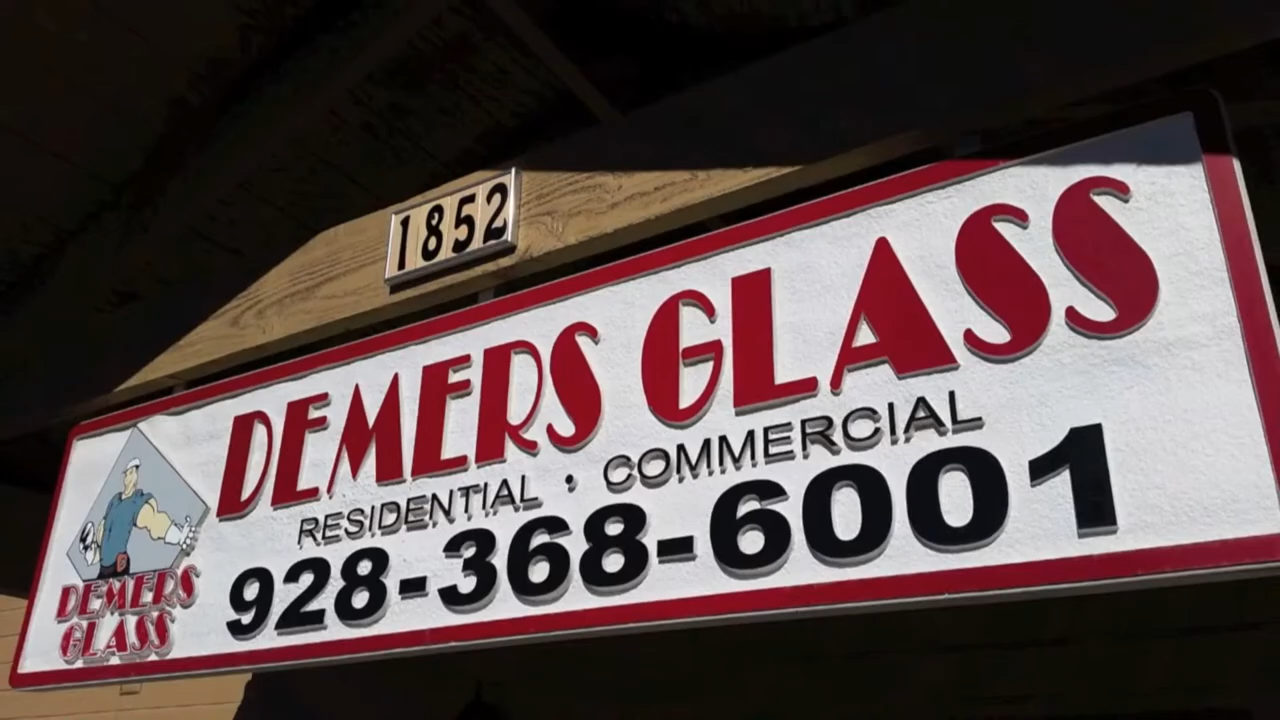 1852
DEMERS GLASS
RESIDENTIAL • COMMERCIAL
928-368-6001
DEMERS
GLASS